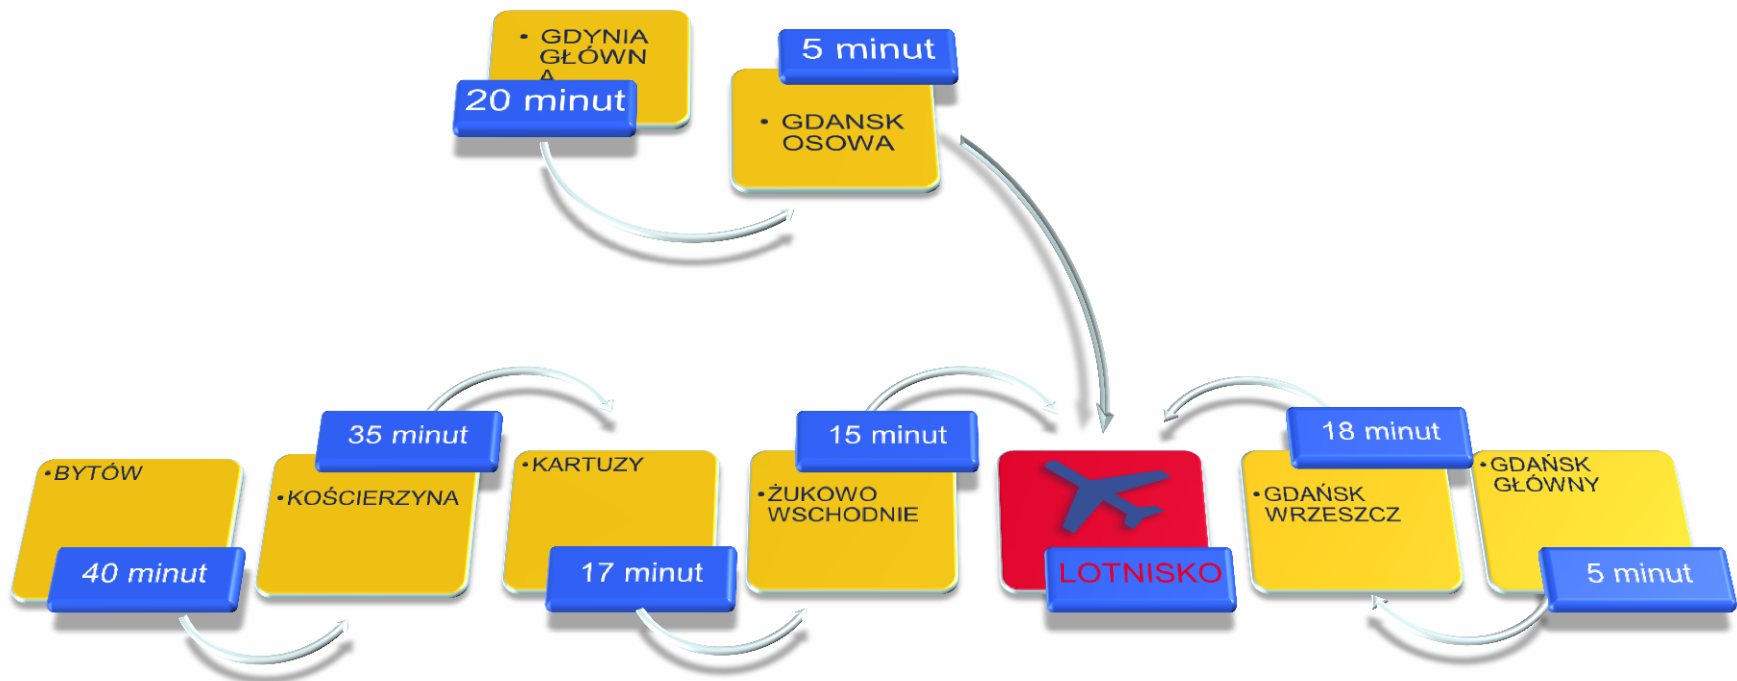 GDYNIA
GŁÓWN
A
20 minut
5 minut
GDANSK
OSOWA
BYTÓW
40 minut
35 minut
KOŚCIERZYNA
KARTUZY
17 minut
15 minut
ŻUKOWO
WSCHODNIE
LOTNISKO
18 minut
GDAŃSK
WRZESZCZ
GDAŃSK
GŁÓWNY
5 minut